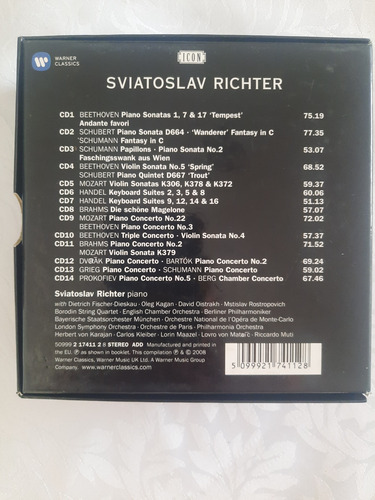 WARNER
CLASSICS
ICON
SVIATOSLAV RICHTER
CD1 BEETHOVEN Piano Sonatas 1, 7 & 17 'Tempest' 75.19
Andante favori
CD2 SCHUBERT Piano Sonata D664 · 'Wanderer' Fantasy in C 77.35
SCHUMANN Fantasy in C
CD3 SCHUMANN Papillons · Piano Sonata No.2 53.07
Faschingsswank aus Wien
CD4 BEETHOVEN Violin Sonata No.5 'Spring' 68.52
SCHUBERT Piano Quintet D667 'Trout'
CD5 MOZART Violin Sonatas K306, K378 & K372 59.37
CD6 HANDEL Keyboard Suites 2, 3, 5 & 8 60.06
CD7 HANDEL Keyboard Suites 9, 12, 14 & 16 51.13
CD8 BRAHMS Die schöne Magelone 57.07
CD9 MOZART Piano Concerto No.22 72.02
BEETHOVEN Piano Concerto No.3
CD10 BEETHOVEN Triple Concerto · Violin Sonata No.4 57.37
CD11 BRAHMS Piano Concerto No.2 71.52
MOZART Violin Sonata K379
CD12 DVOŘÁK Piano Concerto · BARTÓK Piano Concerto No.2 69.24
CD13 GRIEG Piano Concerto · SCHUMANN Piano Concerto 59.02
CD14 PROKOFIEV Piano Concerto No.5 · BERG Chamber Concerto 67.46
Sviatoslav Richter piano
with Dietrich Fischer-Dieskau · Oleg Kagan · David Oistrakh · Mstislav Rostropovich
Borodin String Quartet · English Chamber Orchestra · Berliner Philharmoniker
Bayerische Staatsorchester München · Orchestre National de l'Opéra de Monte-Carlo
London Symphony Orchestra · Orchestre de Paris · Philharmonia Orchestra
Herbert von Karajan · Carlos Kleiber · Lorin Maazel · Lovro von Matačić · Riccardo Muti
50999 2 17411 2 8 STEREO ADD Manufactured and printed in
the EU. ℗ as shown in booklet. This compilation ℗ & © 2008
Warner Classics, Warner Music UK Ltd. A Warner Music Group
Company. www.warnerclassics.com
5 099921 741128